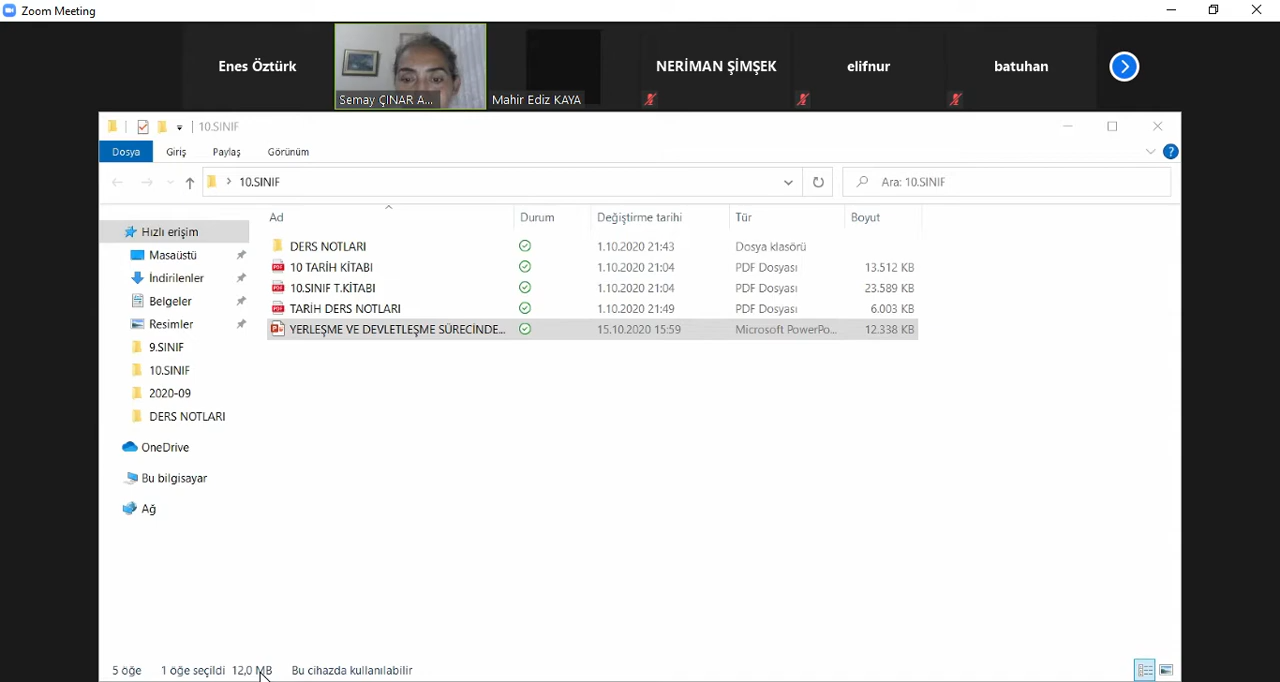 Zoom Meeting
Enes Öztürk
Semay ÇINAR A...
Mahir Ediz KAYA
NERİMAN ŞİMŞEK
elifnur
batuhan
10.SINIF
Dosya Giriş Paylaş Görünüm
10.SINIF
Ara: 10.SINIF
Ad Durum Değiştirme tarihi Tür Boyut
Hızlı erişim
Masaüstü
İndirilenler
Belgeler
Resimler
9.SINIF
10.SINIF
2020-09
DERS NOTLARI
OneDrive
Bu bilgisayar
Ağ
DERS NOTLARI 1.10.2020 21:43 Dosya klasörü
10 TARİH KİTABI 1.10.2020 21:04 PDF Dosyası 13.512 KB
10.SINIF T.KİTABI 1.10.2020 21:04 PDF Dosyası 23.589 KB
TARİH DERS NOTLARI 1.10.2020 21:49 PDF Dosyası 6.003 KB
YERLEŞME VE DEVLETLEŞME SÜRECİNDE... 15.10.2020 15:59 Microsoft PowerPo... 12.338 KB
5 öğe 1 öğe seçildi 12,0 MB Bu cihazda kullanılabilir